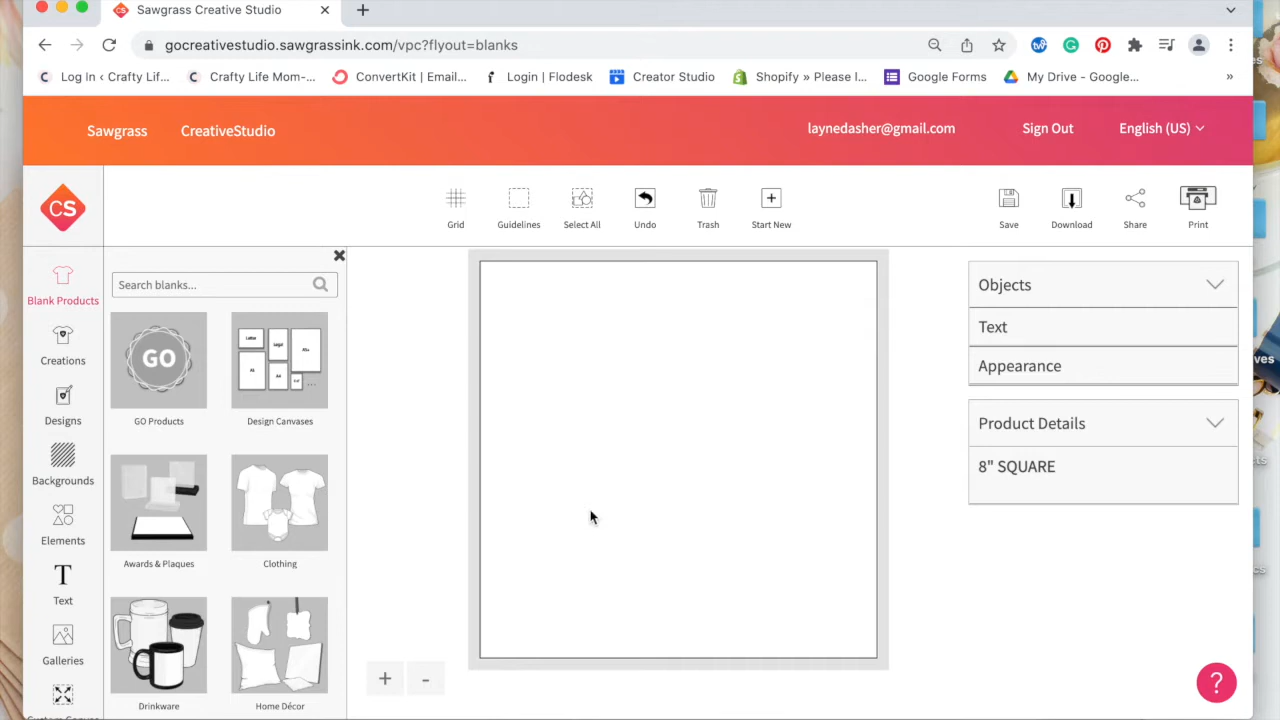 CS Sawgrass Creative Studio
gocreativestudio.sawgrassink.com/vpc?flyout=blanks
Log In ‹ Crafty Lif...
Crafty Life Mom-...
ConvertKit | Email...
Login | Flodesk
Creator Studio
Shopify » Please l...
Google Forms
My Drive - Google...
»
Sawgrass
CreativeStudio
laynedasher@gmail.com
Sign Out
English (US)
CS
Grid
Guidelines
Select All
Undo
Trash
Start New
Save
Download
Share
Print
Blank Products
Creations
Designs
Backgrounds
Elements
T
Text
Galleries
Search blanks...
GO
GO Products
Design Canvases
Awards & Plaques
Clothing
Drinkware
Home Décor
+
-
Objects
Text
Appearance
Product Details
8" SQUARE
?